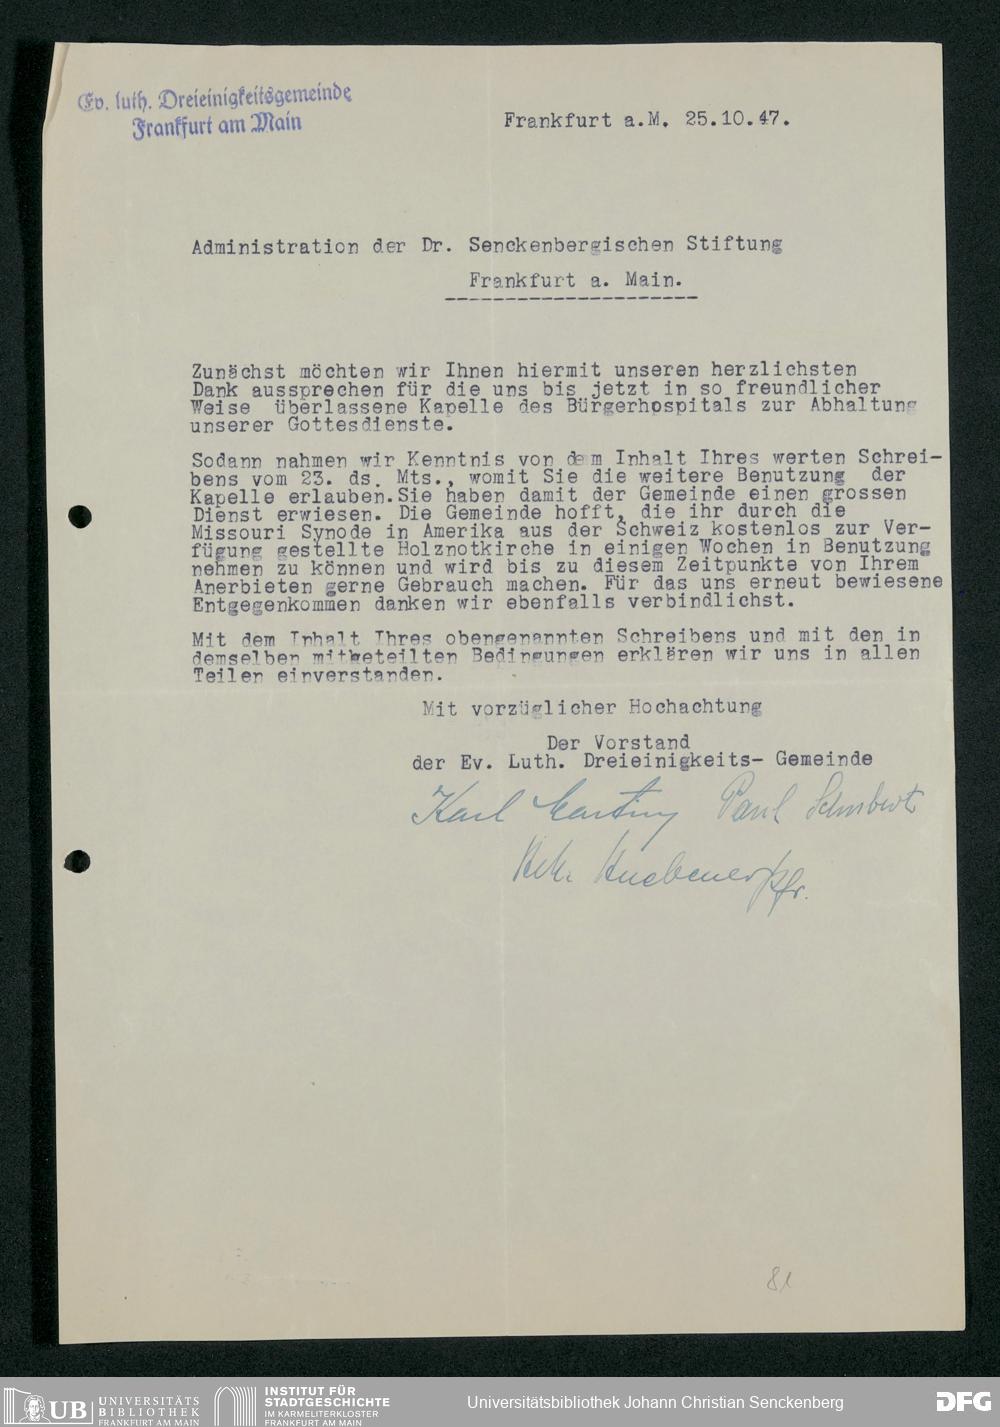 Ev. luth. Dreieinigkeitsgemeinde
Frankfurt am Main
Frankfurt a.M. 25.10.47.
Administration der Dr. Senckenbergischen Stiftung
Frankfurt a. Main.
Zunächst möchten wir Ihnen hiermit unseren herzlichsten
Dank aussprechen für die uns bis jetzt in so freundlicher
Weise überlassene Kapelle des Bürgerhospitals zur Abhaltung
unserer Gottesdienste.
Sodann nahmen wir Kenntnis von dem Inhalt Ihres werten Schrei-
bens vom 23. ds. Mts., womit Sie die weitere Benutzung der
Kapelle erlauben.Sie haben damit der Gemeinde einen grossen
Dienst erwiesen. Die Gemeinde hofft, die ihr durch die
Missouri Synode in Amerika aus der Schweiz kostenlos zur Ver-
fügung gestellte Holznotkirche in einigen Wochen in Benutzung
nehmen zu können und wird bis zu diesem Zeitpunkte von Ihrem
Anerbieten gerne Gebrauch machen. Für das uns erneut bewiesene
Entgegenkommen danken wir ebenfalls verbindlichst.
Mit dem Inhalt Ihres obengenannten Schreibens und mit den in
demselben mitgeteilten Bedingungen erklären wir uns in allen
Teilen einverstanden.
Mit vorzüglicher Hochachtung
Der Vorstand
der Ev. Luth. Dreieinigkeits- Gemeinde
Karl Paul Schubert
Pfr.
81
UB UNIVERSITÄTS
BIBLIOTHEK
FRANKFURT AM MAIN
INSTITUT FÜR
STADTGESCHICHTE
IM KARMELITERKLOSTER
FRANKFURT AM MAIN
Universitätsbibliothek Johann Christian Senckenberg
DFG